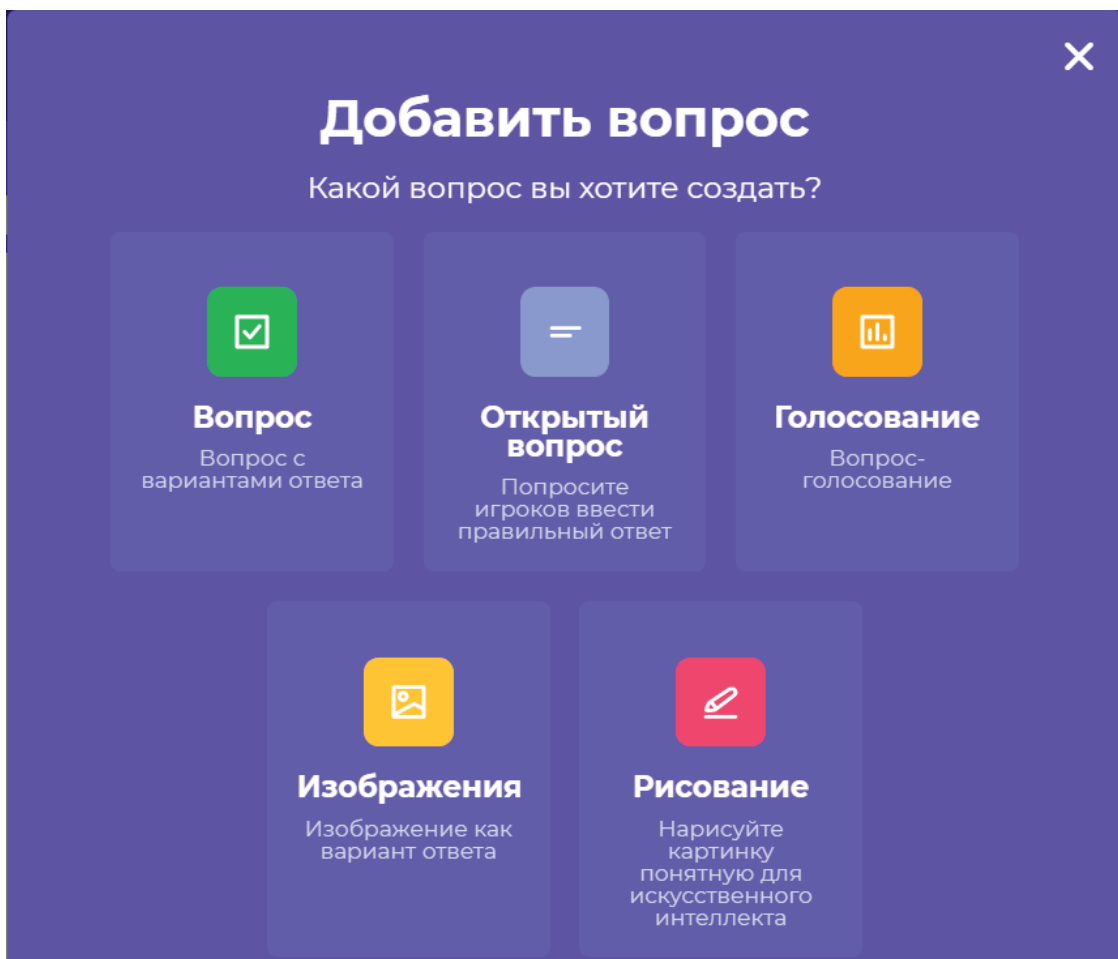 Добавить вопрос
Какой вопрос вы хотите создать?
Вопрос
Вопрос с
вариантами ответа
Открытый
вопрос
Попросите
игроков ввести
правильный ответ
Голосование
Вопрос-
голосование
Изображения
Изображение как
вариант ответа
Рисование
Нарисуйте
картинку
понятную для
искусственного
интеллекта